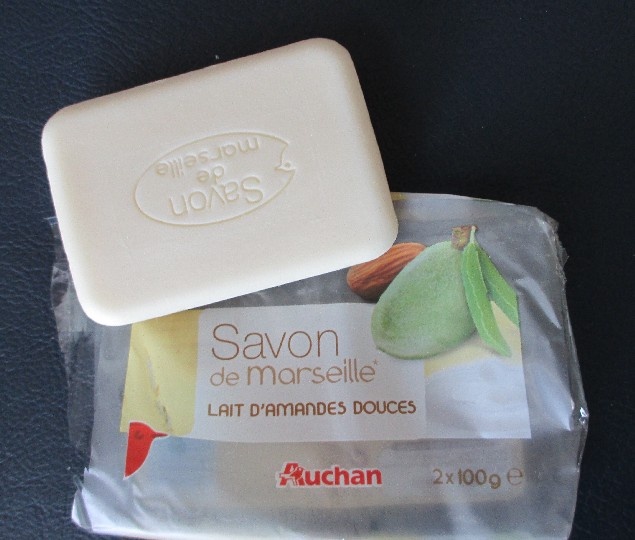 Savon
de
marseille
Savon
de marseille*
LAIT D'AMANDES DOUCES
Auchan
2x100g ℮